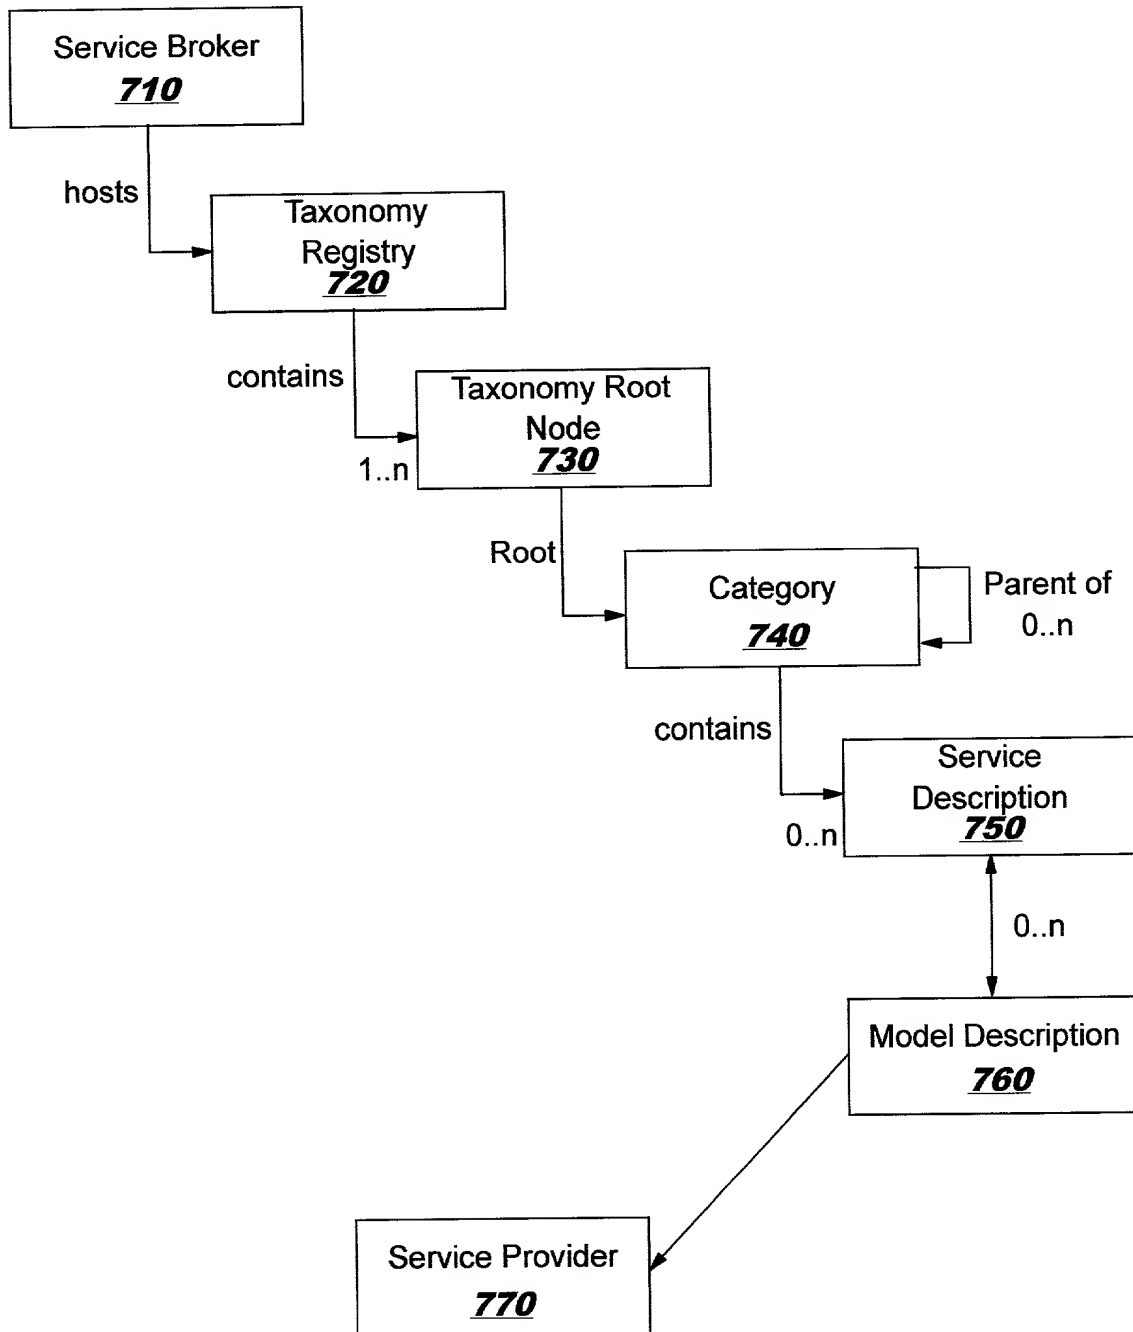 Service Broker
710
hosts
Taxonomy
Registry
720
contains
Taxonomy Root
Node
730
1..n
Root
Category
740
Parent of
0..n
contains
Service
Description
750
0..n
0..n
Model Description
760
Service Provider
770